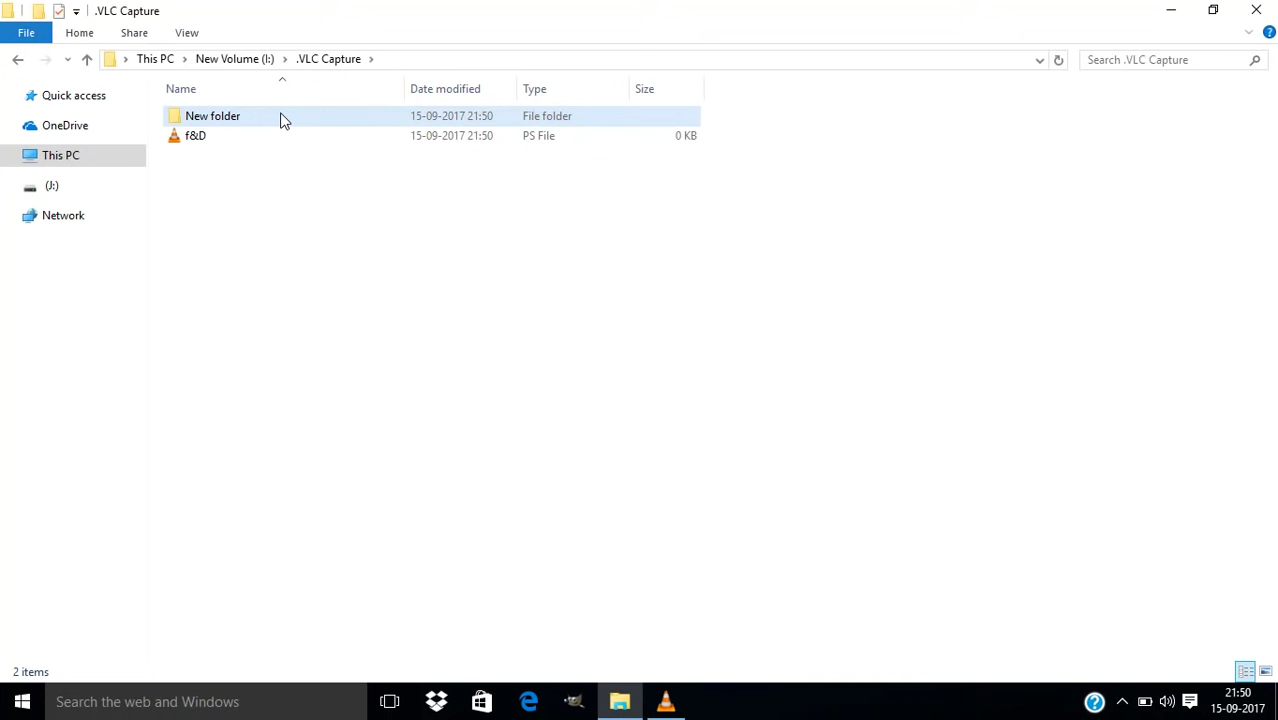 .VLC Capture
File Home Share View
This PC New Volume (I:) .VLC Capture Search .VLC Capture
Name Date modified Type Size
Quick access
OneDrive
This PC
(J:)
Network
New folder 15-09-2017 21:50 File folder
f&D 15-09-2017 21:50 PS File 0 KB
2 items
Search the web and Windows
21:50
15-09-2017